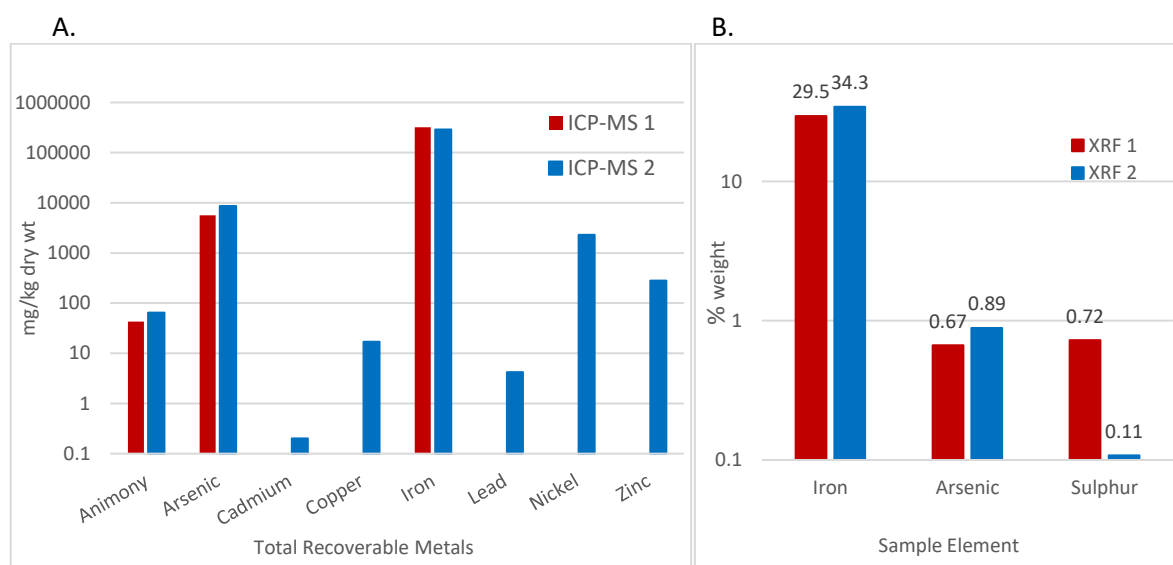 A.
1000000
100000
10000
1000
100
10
1
0.1
mg/kg dry wt
ICP-MS 1
ICP-MS 2
Animony
Arsenic
Cadmium
Copper
Iron
Lead
Nickel
Zinc
Total Recoverable Metals
B.
10
1
0.1
% weight
29.5
34.3
0.67
0.89
0.72
0.11
XRF 1
XRF 2
Iron
Arsenic
Sulphur
Sample Element